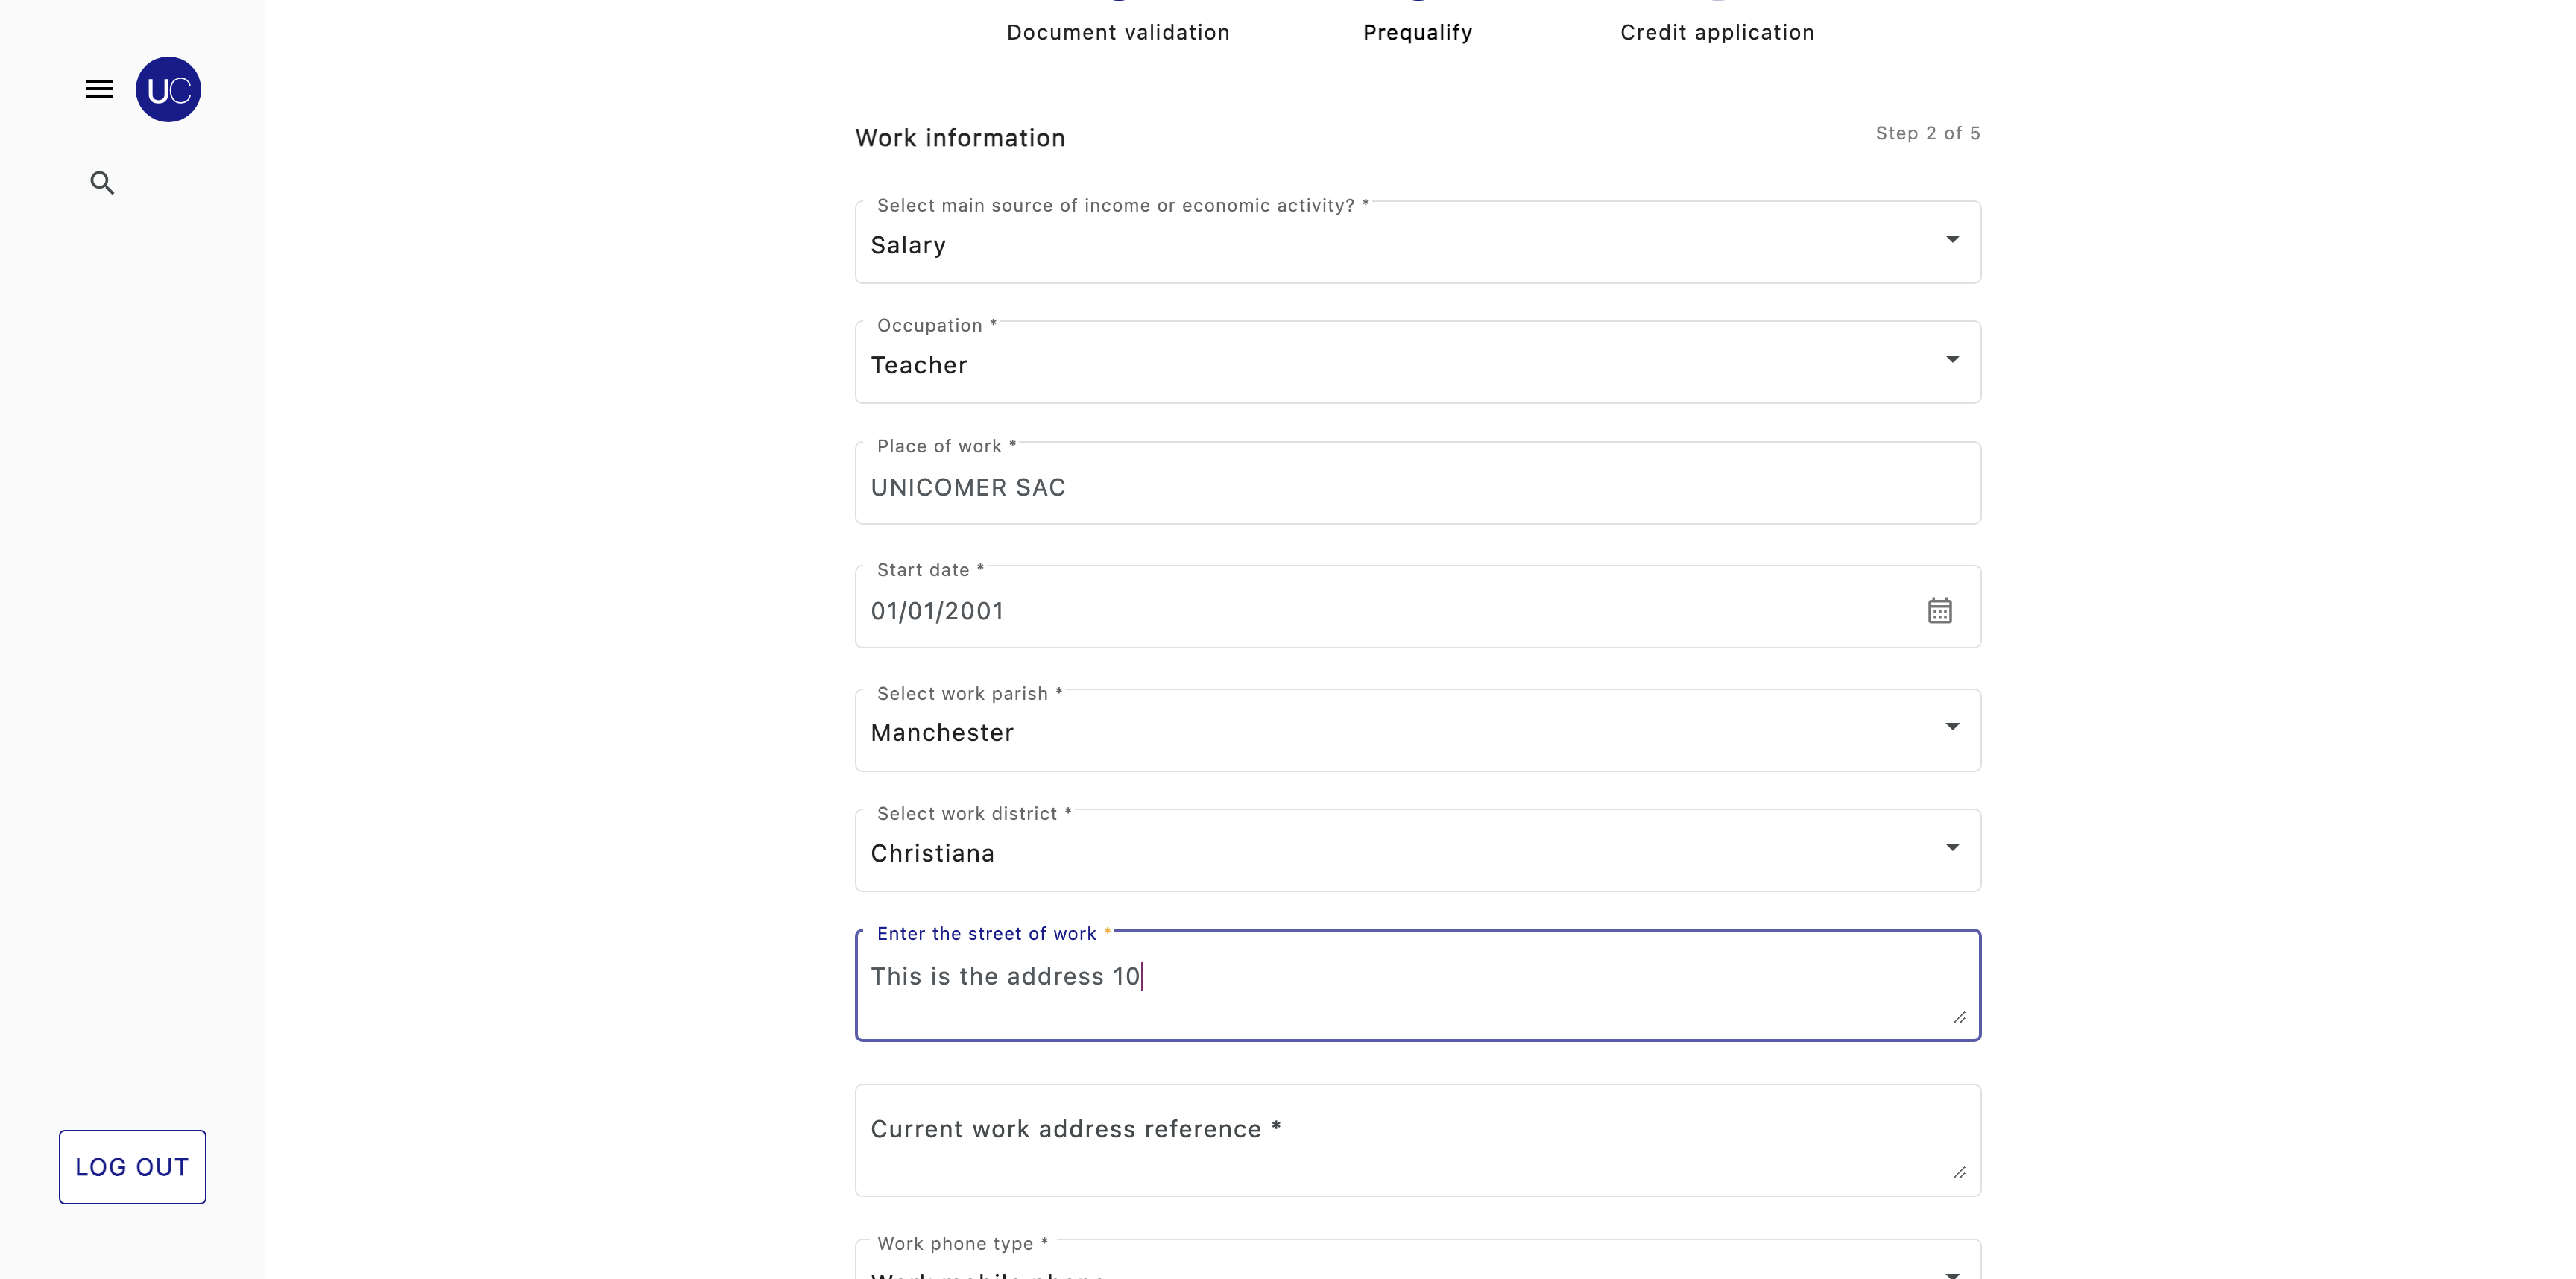 Document validation
Prequalify
Credit application
UC
Work information
Step 2 of 5
Select main source of income or economic activity? *
Salary
Occupation *
Teacher
Place of work *
UNICOMER SAC
Start date *
01/01/2001
Select work parish *
Manchester
Select work district *
Christiana
Enter the street of work *
This is the address 10
Current work address reference *
LOG OUT
Work phone type *
Work mobile phone